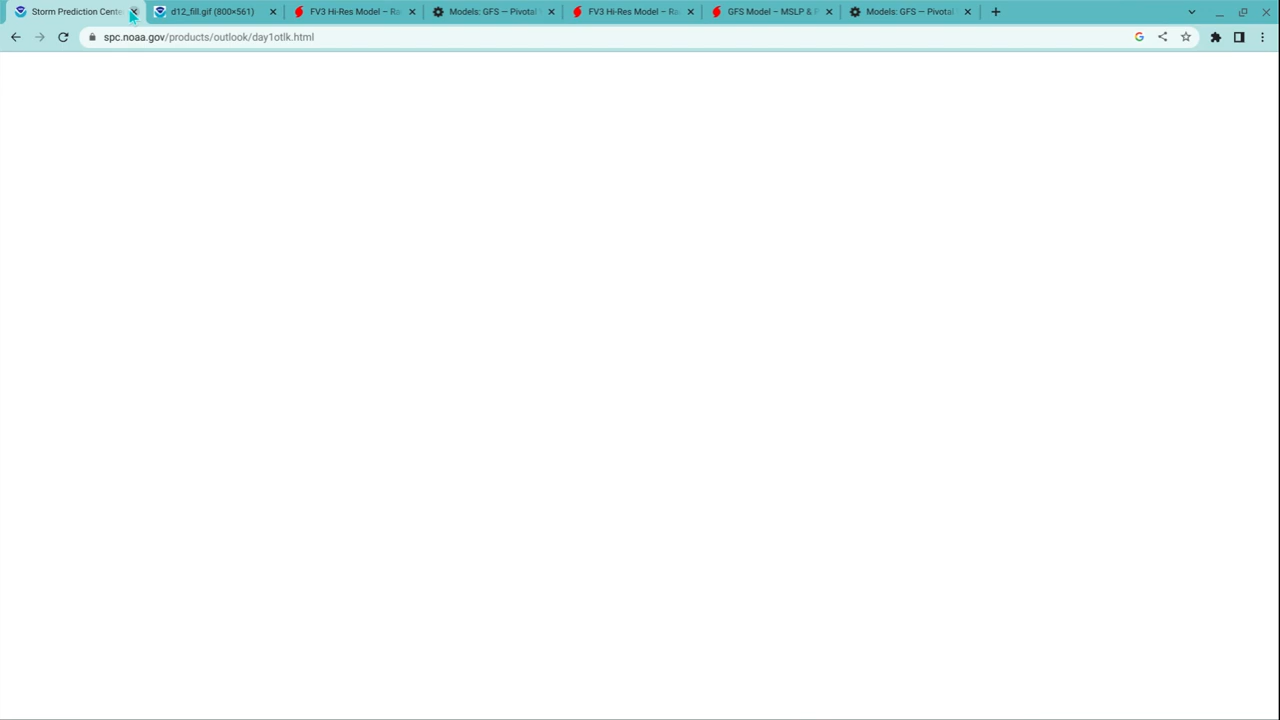 Storm Prediction Cente
d12_fill.gif (800×561)
FV3 Hi-Res Model – Ra
Models: GFS — Pivotal
FV3 Hi-Res Model – Ra
GFS Model – MSLP & P
Models: GFS — Pivotal
spc.noaa.gov/products/outlook/day1otlk.html